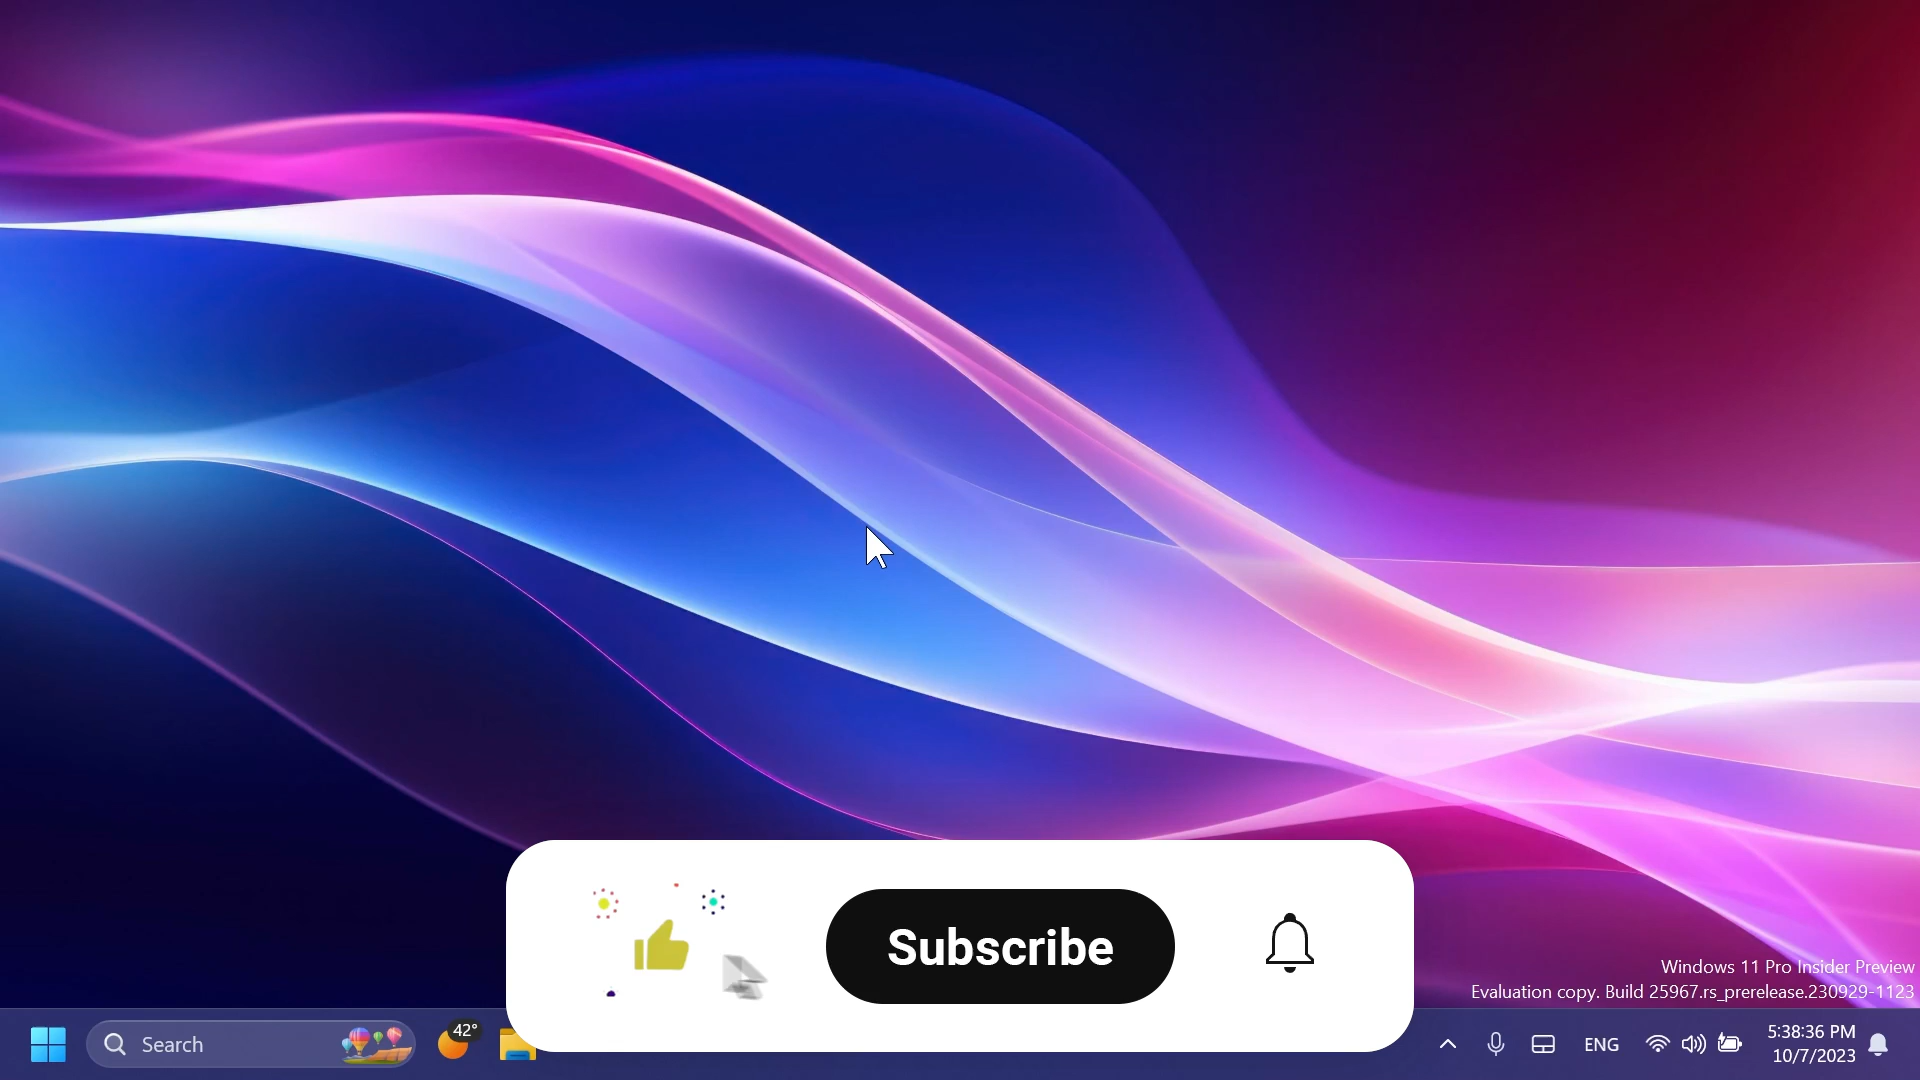 Subscribe
Windows 11 Pro Insider Preview
Evaluation copy. Build 25967.rs_prerelease.230929-1123
Search
42°
ENG
5:38:36 PM
10/7/2023